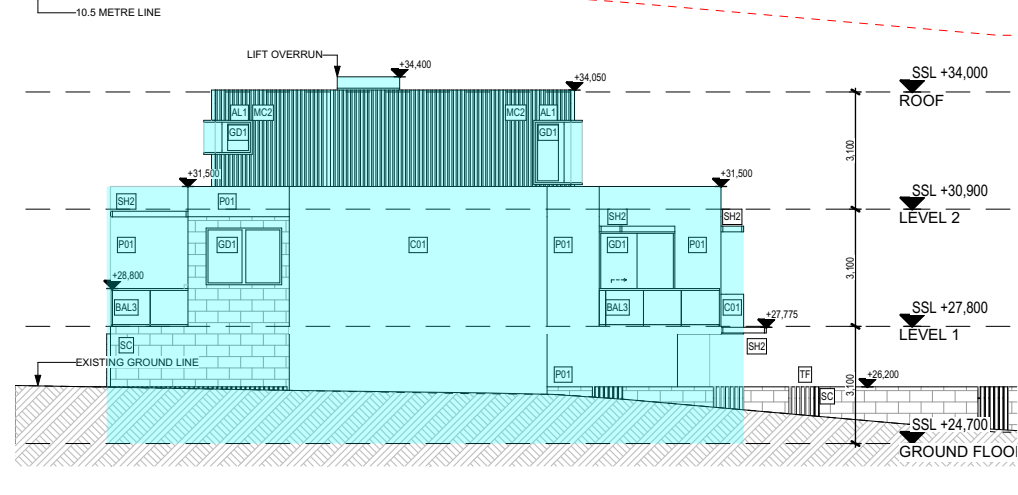 10.5 METRE LINE
LIFT OVERRUN
+34,400
+34,050
SSL +34,000
ROOF
AL1
MC2
MC2
AL1
GD1
GD1
3,100
+31,500
+31,500
SSL +30,900
LEVEL 2
SH2
P01
SH2
SH2
P01
GD1
C01
P01
GD1
P01
3,100
+28,800
BAL3
BAL3
C01
SSL +27,800
LEVEL 1
+27,775
SC
SH2
EXISTING GROUND LINE
P01
TF
+26,200
3,100
SC
SSL +24,700
GROUND FLOO